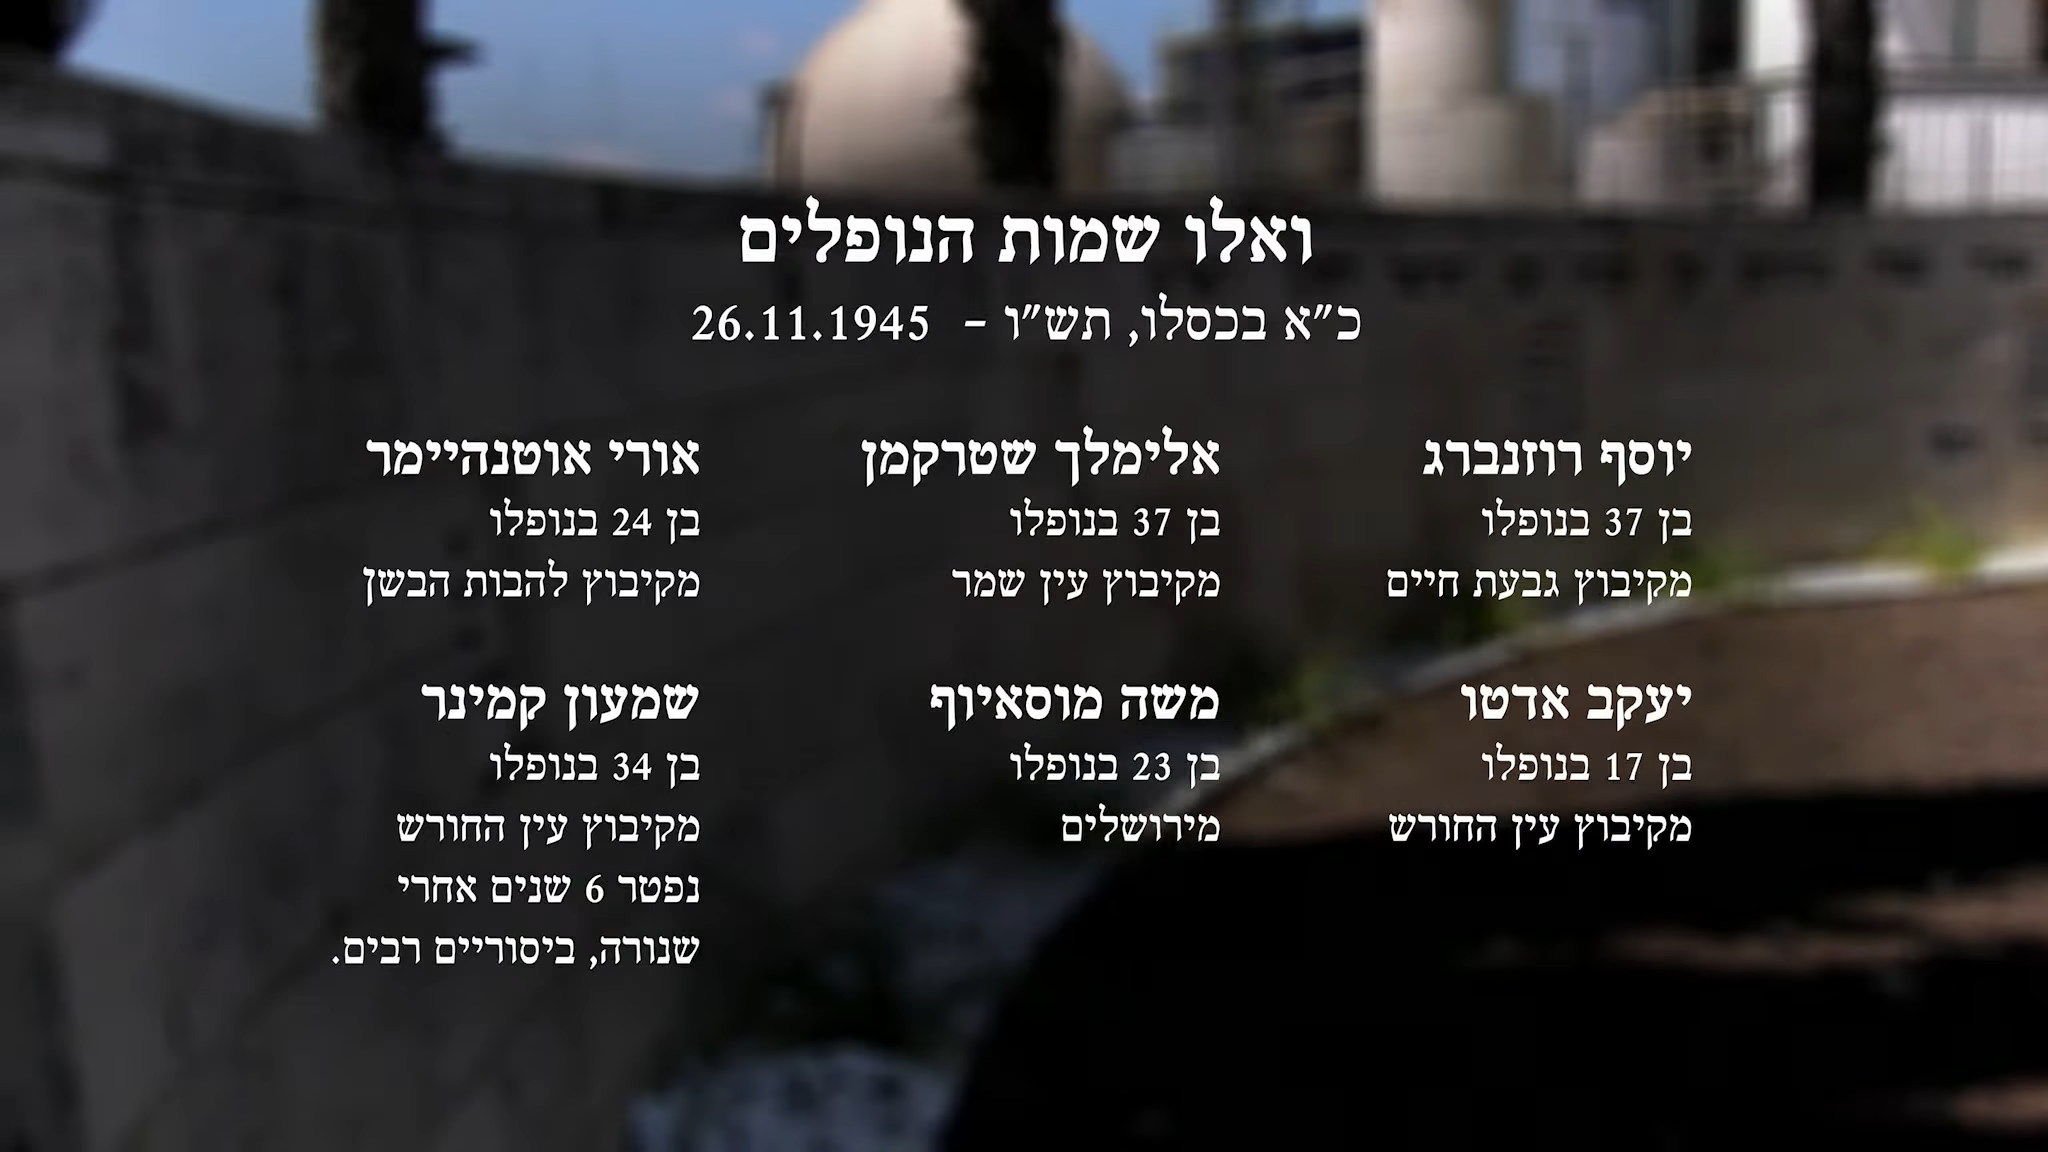 ואלו שמות הנופלים
כ"א בכסלו, תש"ו – 26.11.1945
יוסף רוזנברג
בן 37 בנופלו
מקיבוץ גבעת חיים
אלימלך שטרקמן
בן 37 בנופלו
מקיבוץ עין שמר
אורי אוטנהיימר
בן 24 בנופלו
מקיבוץ להבות הבשן
יעקב אדטו
בן 17 בנופלו
מקיבוץ עין החורש
משה מוסאיוף
בן 23 בנופלו
מירושלים
שמעון קמינר
בן 34 בנופלו
מקיבוץ עין החורש
נפטר 6 שנים אחרי
שנורה, ביסוריים רבים.